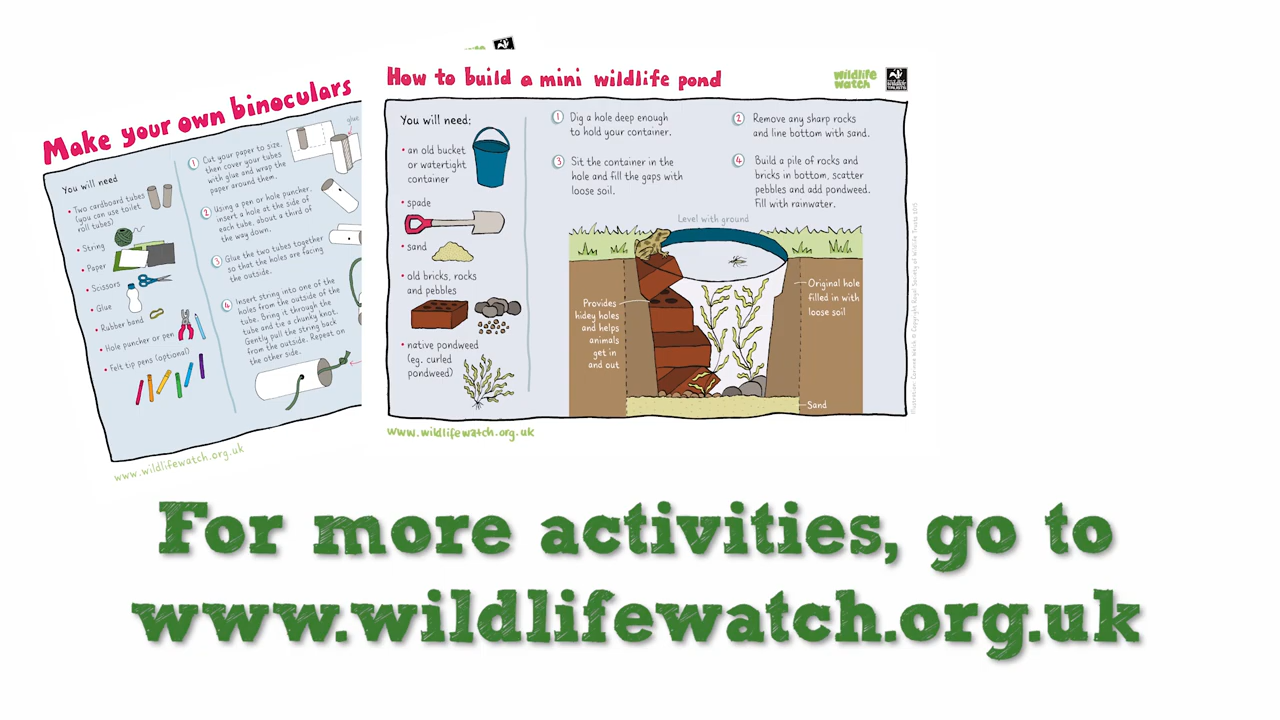 Make your own binoculars
You will need
• Two cardboard tubes
(you can use toilet
roll tubes)
• String
• Paper
• Scissors
• Glue
• Rubber band
• Hole puncher or pen
• Felt tip pens (optional)
1 Cut your paper to size,
then cover your tubes
with glue and wrap the
paper around them.
glue
2 Using a pen or hole puncher,
insert a hole at the side of
each tube, about a third of
the way down.
3 Glue the two tubes together
so that the holes are facing
the outside.
4 Insert string into one of the
holes from the outside of the
tube. Bring it through the
tube and tie a chunky knot.
Gently pull the string back
from the outside. Repeat on
the other side.
www.wildlifewatch.org.uk
How to build a mini wildlife pond
wildlife
watch
You will need:
• an old bucket
or watertight
container
• spade
• sand
• old bricks, rocks
and pebbles
• native pondweed
(eg. curled
pondweed)
1 Dig a hole deep enough
to hold your container.
2 Remove any sharp rocks
and line bottom with sand.
3 Sit the container in the
hole and fill the gaps with
loose soil.
4 Build a pile of rocks and
bricks in bottom, scatter
pebbles and add pondweed.
Fill with rainwater.
Level with ground
Provides
hidey holes
and helps
animals
get in
and out
Original hole
filled in with
loose soil
Sand
Illustration: Corinne Welch © Copyright Royal Society of Wildlife Trusts 2015
www.wildlifewatch.org.uk
For more activities, go to
www.wildlifewatch.org.uk